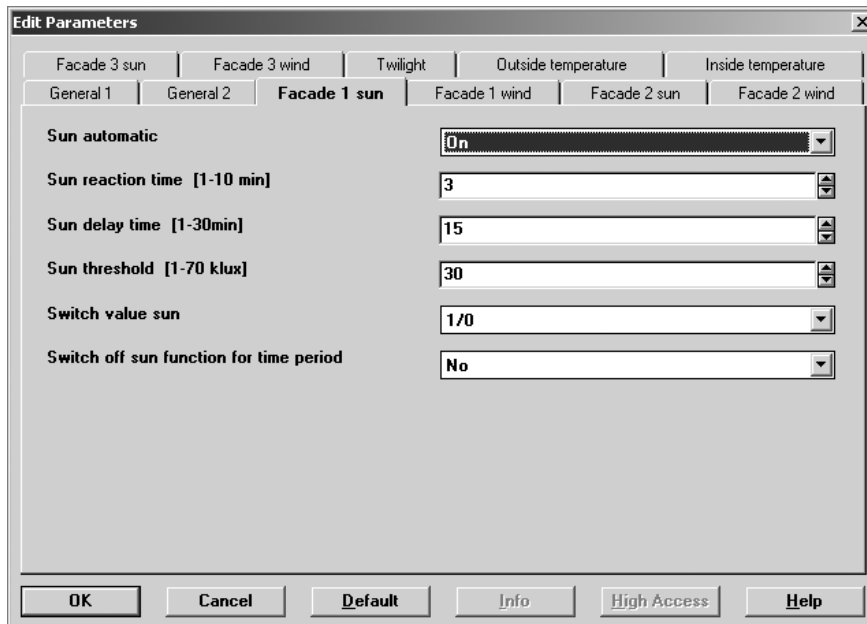 Edit Parameters
Facade 3 sun Facade 3 wind Twilight Outside temperature Inside temperature
General 1 General 2 Facade 1 sun Facade 1 wind Facade 2 sun Facade 2 wind
Sun automatic On
Sun reaction time [1-10 min] 3
Sun delay time [1-30min] 15
Sun threshold [1-70 klux] 30
Switch value sun 1/0
Switch off sun function for time period No
OK Cancel Default Info High Access Help